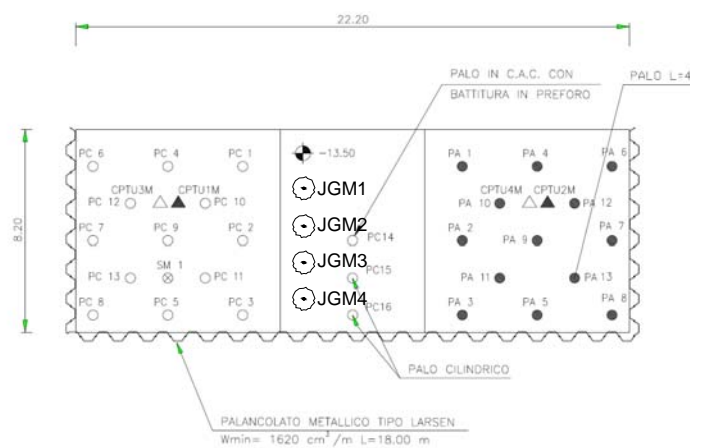 22.20
PALO IN C.A.C. CON
BATTITURA IN PREFORO
PALO L=4
8.20
PC 6
PC 4
PC 1
-13.50
PA 1
PA 4
PA 6
CPTU3M
CPTU1M
JGM1
CPTU4M
CPTU2M
PC 12
PC 10
PA 10
PA 12
JGM2
PC 7
PC 9
PC 2
PC14
PA 2
PA 9
PA 7
JGM3
PC 13
SM 1
PC 11
PC15
PA 11
PA 13
JGM4
PC 8
PC 5
PC 3
PC16
PA 3
PA 5
PA 8
PALO CILINDRICO
PALANCOLATO METALLICO TIPO LARSEN
Wmin= 1620 cm³/m L=18.00 m